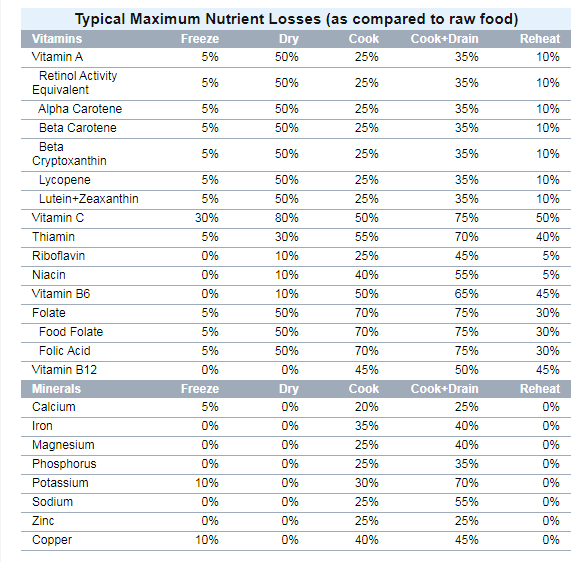 Typical Maximum Nutrient Losses (as compared to raw food)
Vitamins Freeze Dry Cook Cook+Drain Reheat
Vitamin A 5% 50% 25% 35% 10%
Retinol Activity
Equivalent 5% 50% 25% 35% 10%
Alpha Carotene 5% 50% 25% 35% 10%
Beta Carotene 5% 50% 25% 35% 10%
Beta
Cryptoxanthin 5% 50% 25% 35% 10%
Lycopene 5% 50% 25% 35% 10%
Lutein+Zeaxanthin 5% 50% 25% 35% 10%
Vitamin C 30% 80% 50% 75% 50%
Thiamin 5% 30% 55% 70% 40%
Riboflavin 0% 10% 25% 45% 5%
Niacin 0% 10% 40% 55% 5%
Vitamin B6 0% 10% 50% 65% 45%
Folate 5% 50% 70% 75% 30%
Food Folate 5% 50% 70% 75% 30%
Folic Acid 5% 50% 70% 75% 30%
Vitamin B12 0% 0% 45% 50% 45%
Minerals Freeze Dry Cook Cook+Drain Reheat
Calcium 5% 0% 20% 25% 0%
Iron 0% 0% 35% 40% 0%
Magnesium 0% 0% 25% 40% 0%
Phosphorus 0% 0% 25% 35% 0%
Potassium 10% 0% 30% 70% 0%
Sodium 0% 0% 25% 55% 0%
Zinc 0% 0% 25% 25% 0%
Copper 10% 0% 40% 45% 0%